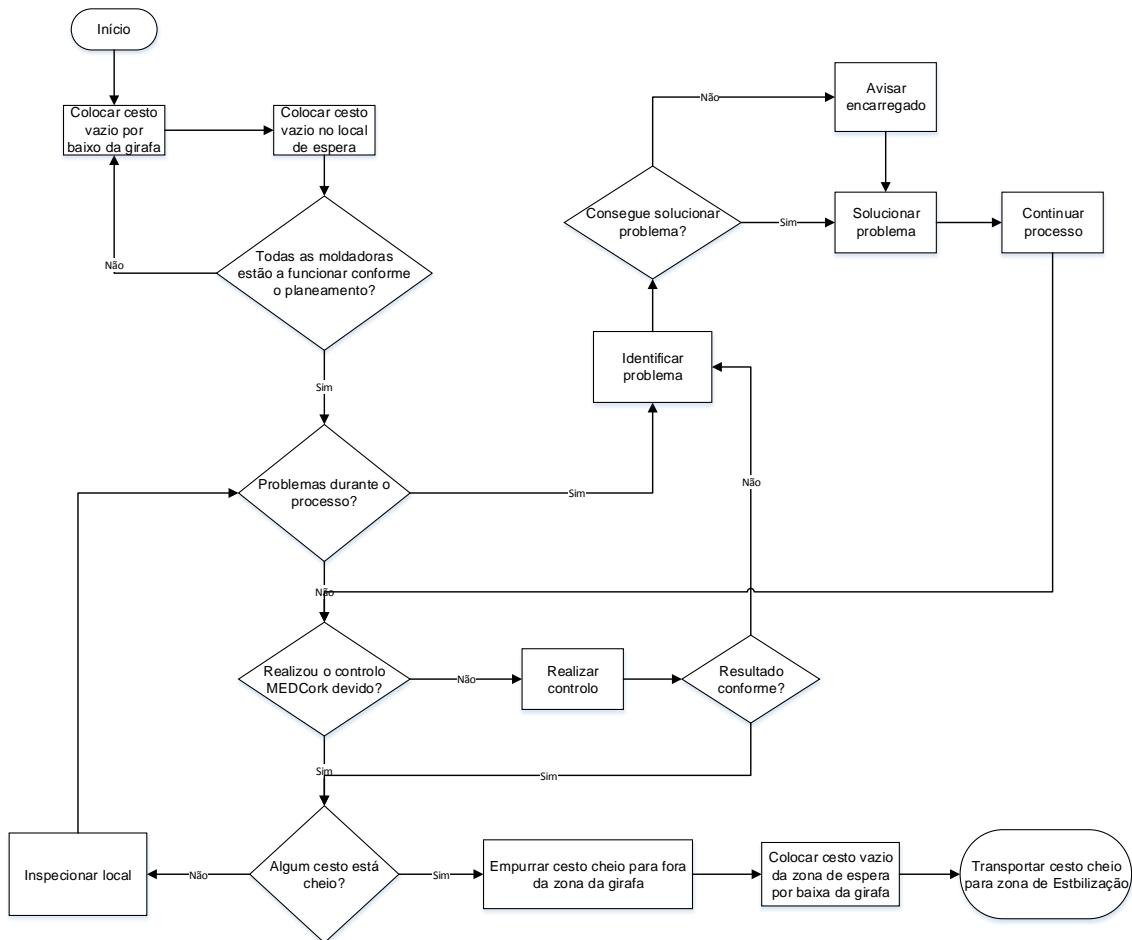 Início
Colocar cesto
vazio por
baixo da girafa
Colocar cesto
vazio no local
de espera
Não
Todas as moldadoras
estão a funcionar conforme
o planeamento?
Sim
Problemas durante o
processo?
Sim
Não
Identificar
problema
Consegue solucionar
problema?
Não
Sim
Avisar
encarregado
Solucionar
problema
Continuar
processo
Realizou o controlo
MEDCork devido?
Não
Realizar
controlo
Resultado
conforme?
Não
Sim
Sim
Algum cesto está
cheio?
Não
Inspecionar local
Sim
Empurrar cesto cheio para fora
da zona da girafa
Colocar cesto vazio
da zona de espera
por baixa da girafa
Transportar cesto cheio
para zona de Estbilização